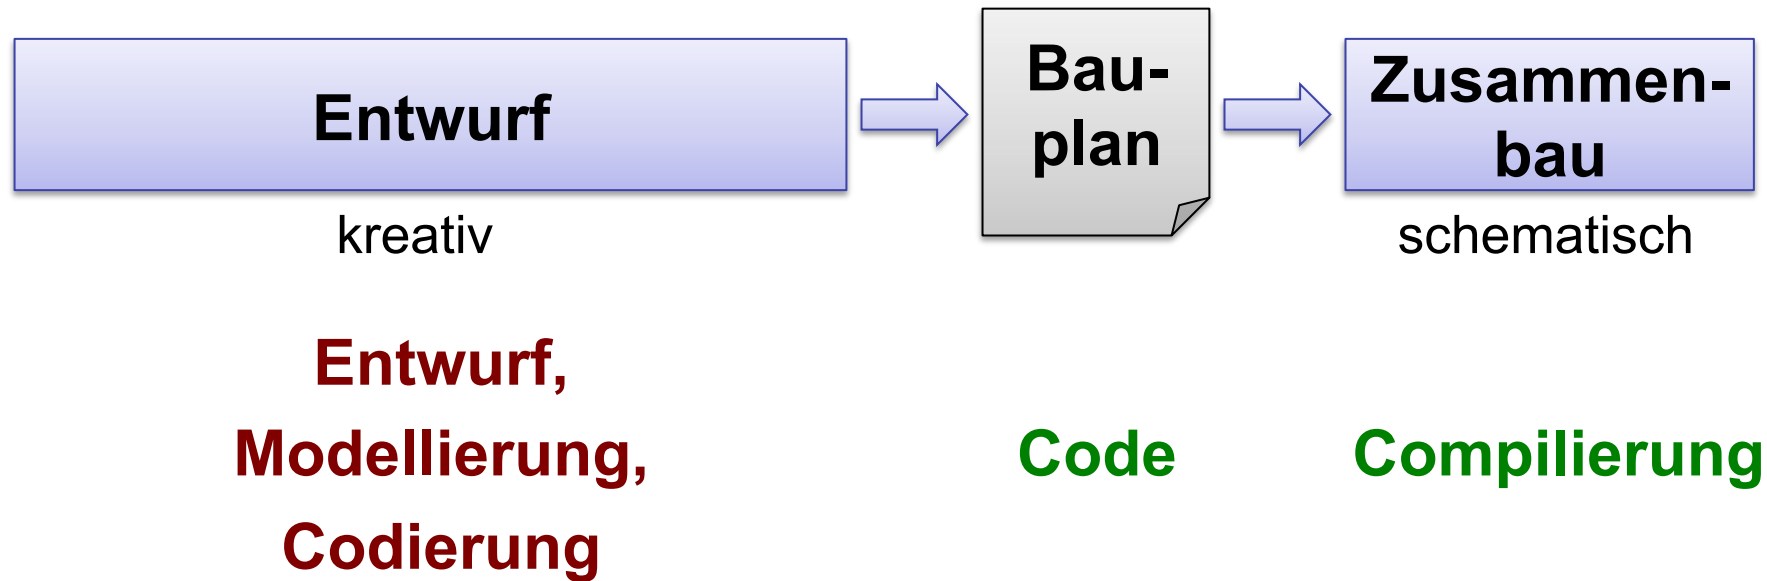 Entwurf
Bau-
plan
Zusammen-
bau
kreativ
schematisch
Entwurf,
Modellierung,
Codierung
Code
Compilierung